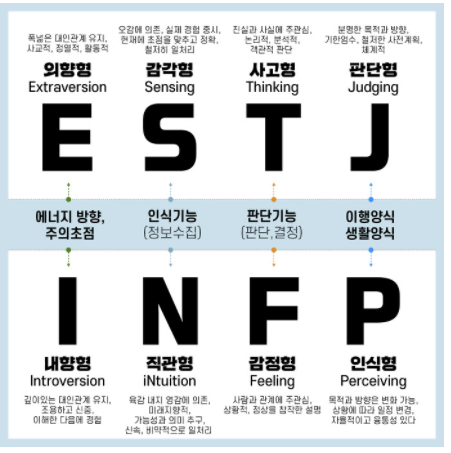 폭넓은 대인관계 유지,
사교적, 정열적, 활동적
의향형
Extraversion
E
오감에 의존, 실제 경험 중시,
현재에 초점을 맞추고 정확,
철저히 일처리
감각형
Sensing
S
진실과 사실에 주관심,
논리적, 분석적,
객관적 판단
사고형
Thinking
T
분명한 목적과 방향,
기한엄수, 철저한 사전계획,
체계적
판단형
Judging
J
에너지 방향,
주의초점
인식기능
(정보수집)
판단기능
(판단,결정)
이행양식
생활양식
I
내향형
Introversion
깊이있는 대인관계 유지,
조용하고 신중,
이해한 다음에 경험
N
직관형
iNtuition
육감 내지 영감에 의존,
미래지향적,
가능성과 의미 추구,
신속, 비약적으로 일처리
F
감정형
Feeling
사람과 관계에 주관심,
상황적, 정상을 참작한 설명
P
인식형
Perceiving
목적과 방향은 변화 가능,
상황에 따라 일정 변경,
자율적이고 융통성 있다